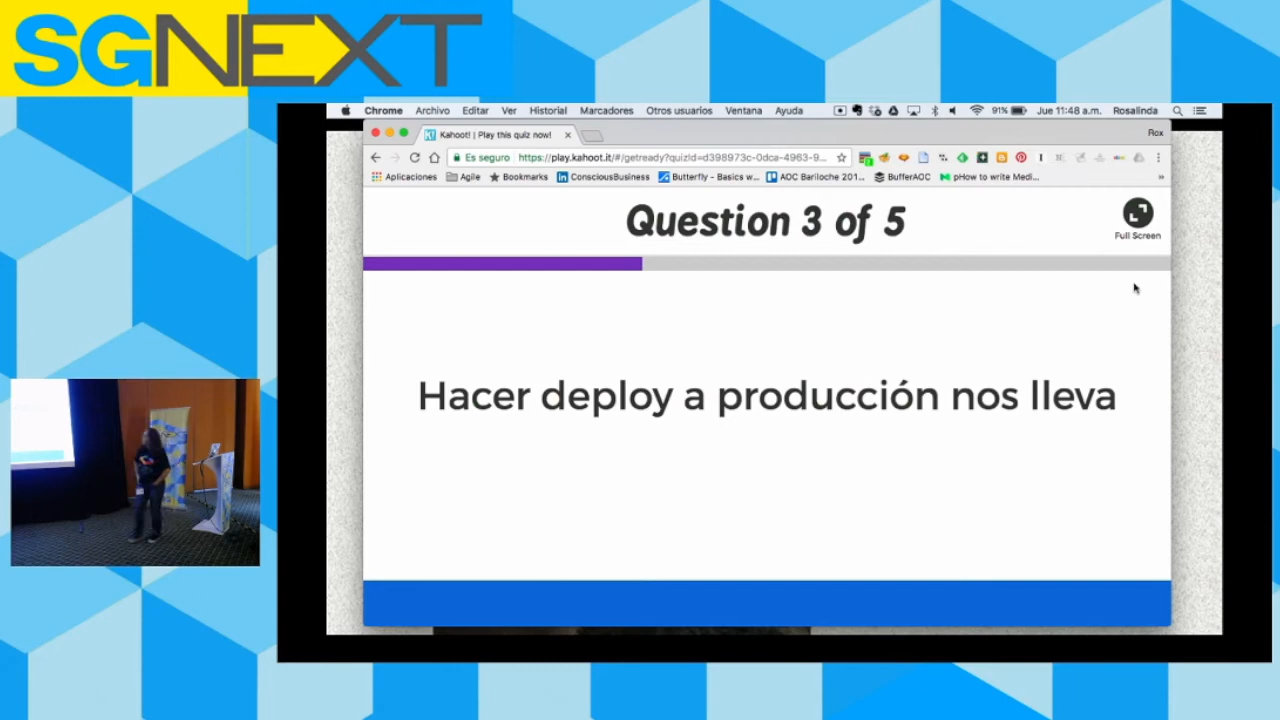 SGNEXT
Chrome Archivo Editar Ver Historial Marcadores Otros usuarios Ventana Ayuda 91% Jue 11:48 a.m. Rosalinda
Kahoot! | Play this quiz now! Rox
Es seguro https://play.kahoot.it/#/getready?quizId=d398973c-0dca-4963-9...
Aplicaciones Agile Bookmarks ConsciousBusiness Butterfly - Basics w... AOC Bariloche 201... BufferAOC pHow to write Medi... »
Question 3 of 5
Full Screen
Hacer deploy a producción nos lleva